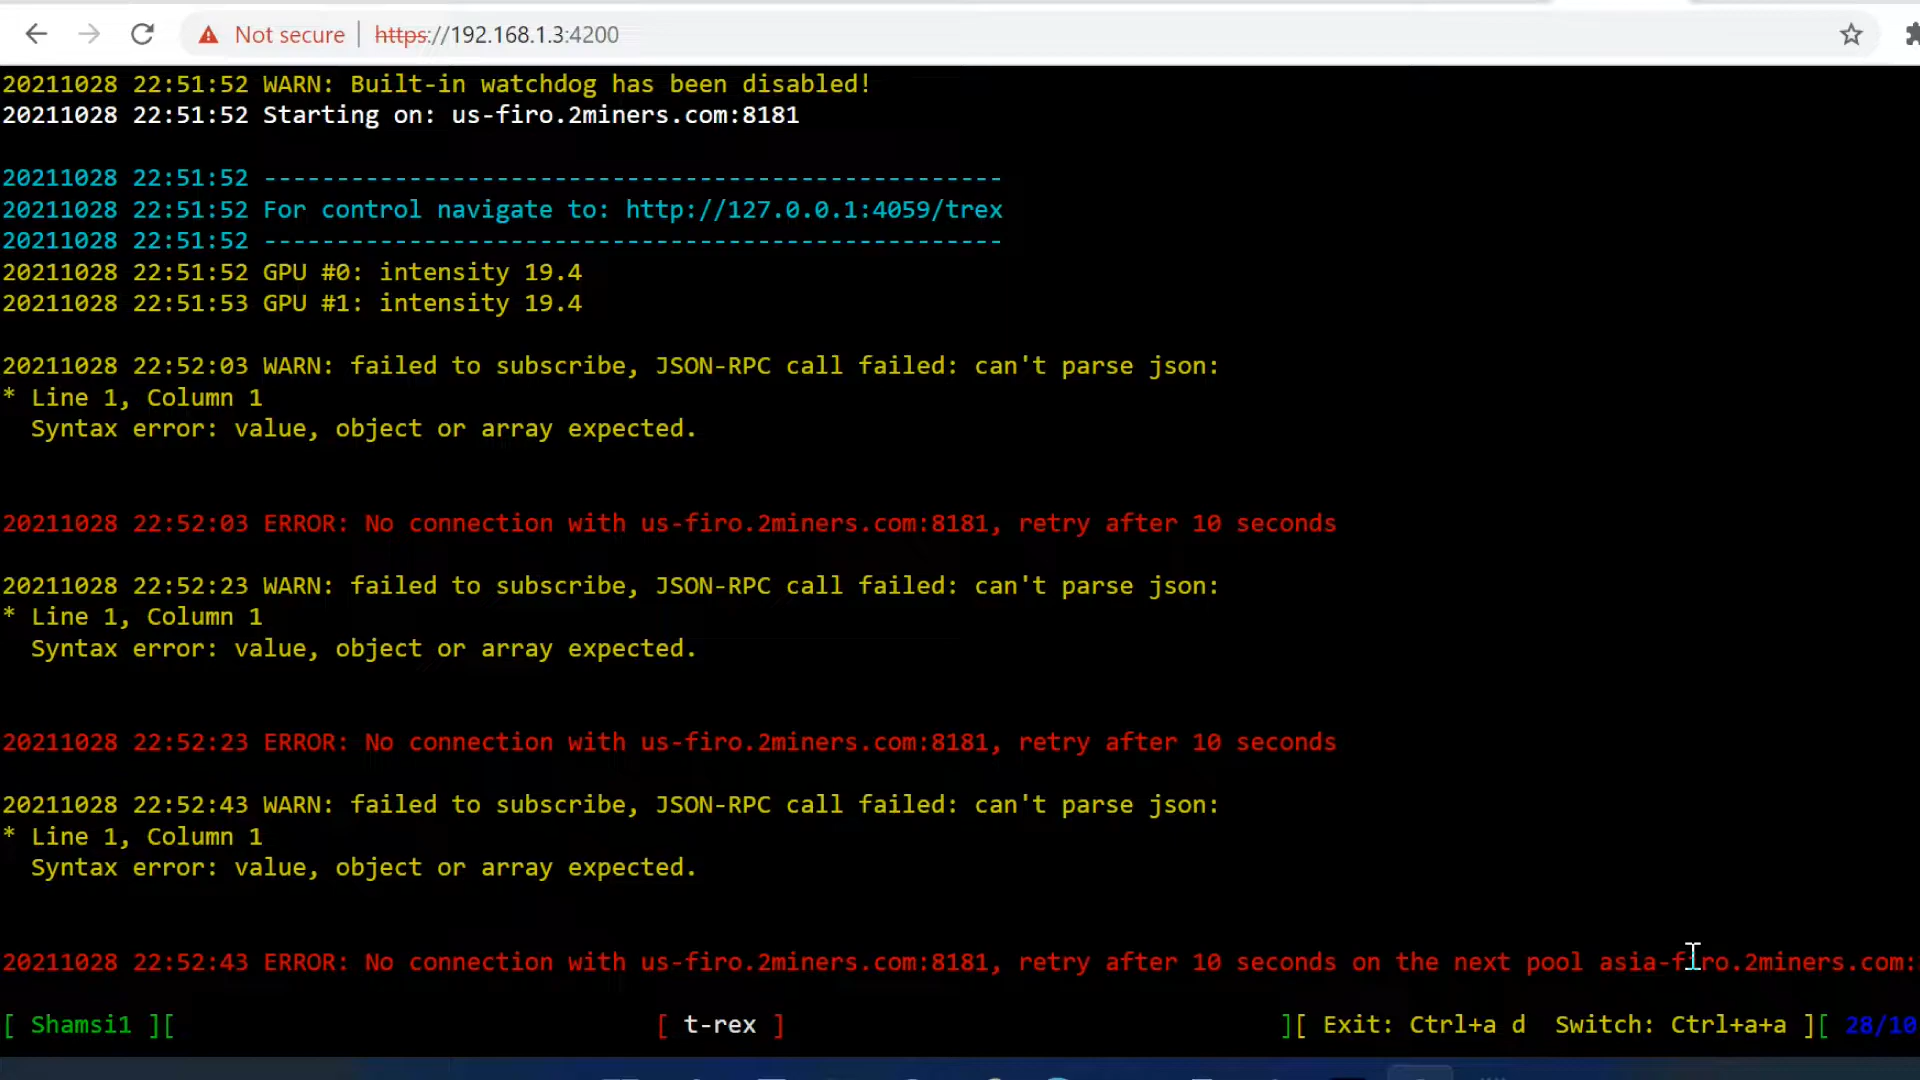 Not secure | https://192.168.1.3:4200
20211028 22:51:52 WARN: Built-in watchdog has been disabled!
20211028 22:51:52 Starting on: us-firo.2miners.com:8181
20211028 22:51:52 ---------------------------------------------------
20211028 22:51:52 For control navigate to: http://127.0.0.1:4059/trex
20211028 22:51:52 ---------------------------------------------------
20211028 22:51:52 GPU #0: intensity 19.4
20211028 22:51:53 GPU #1: intensity 19.4
20211028 22:52:03 WARN: failed to subscribe, JSON-RPC call failed: can't parse json:
* Line 1, Column 1
Syntax error: value, object or array expected.
20211028 22:52:03 ERROR: No connection with us-firo.2miners.com:8181, retry after 10 seconds
20211028 22:52:23 WARN: failed to subscribe, JSON-RPC call failed: can't parse json:
* Line 1, Column 1
Syntax error: value, object or array expected.
20211028 22:52:23 ERROR: No connection with us-firo.2miners.com:8181, retry after 10 seconds
20211028 22:52:43 WARN: failed to subscribe, JSON-RPC call failed: can't parse json:
* Line 1, Column 1
Syntax error: value, object or array expected.
20211028 22:52:43 ERROR: No connection with us-firo.2miners.com:8181, retry after 10 seconds on the next pool asia-firo.2miners.com:
[ Shamsi1 ][ [ t-rex ] ][ Exit: Ctrl+a d Switch: Ctrl+a+a ][ 28/10